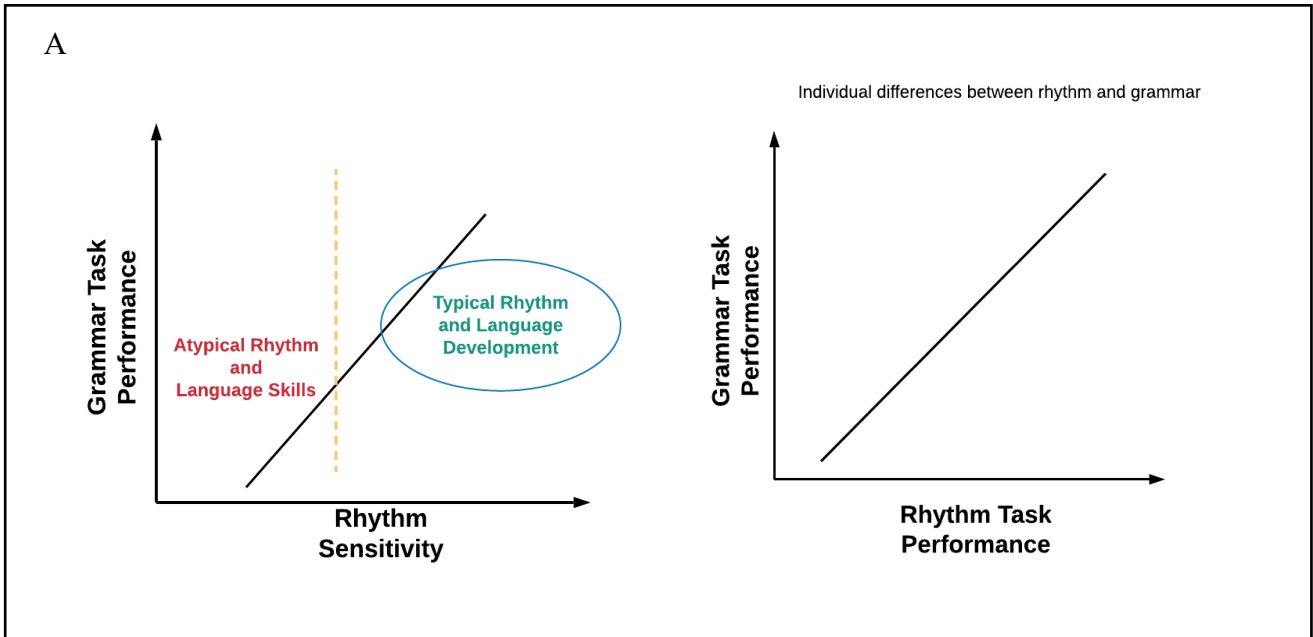 A
Grammar Task
Performance
Atypical Rhythm
and
Language Skills
Typical Rhythm
and Language
Development
Rhythm
Sensitivity
Individual differences between rhythm and grammar
Grammar Task
Performance
Rhythm Task
Performance